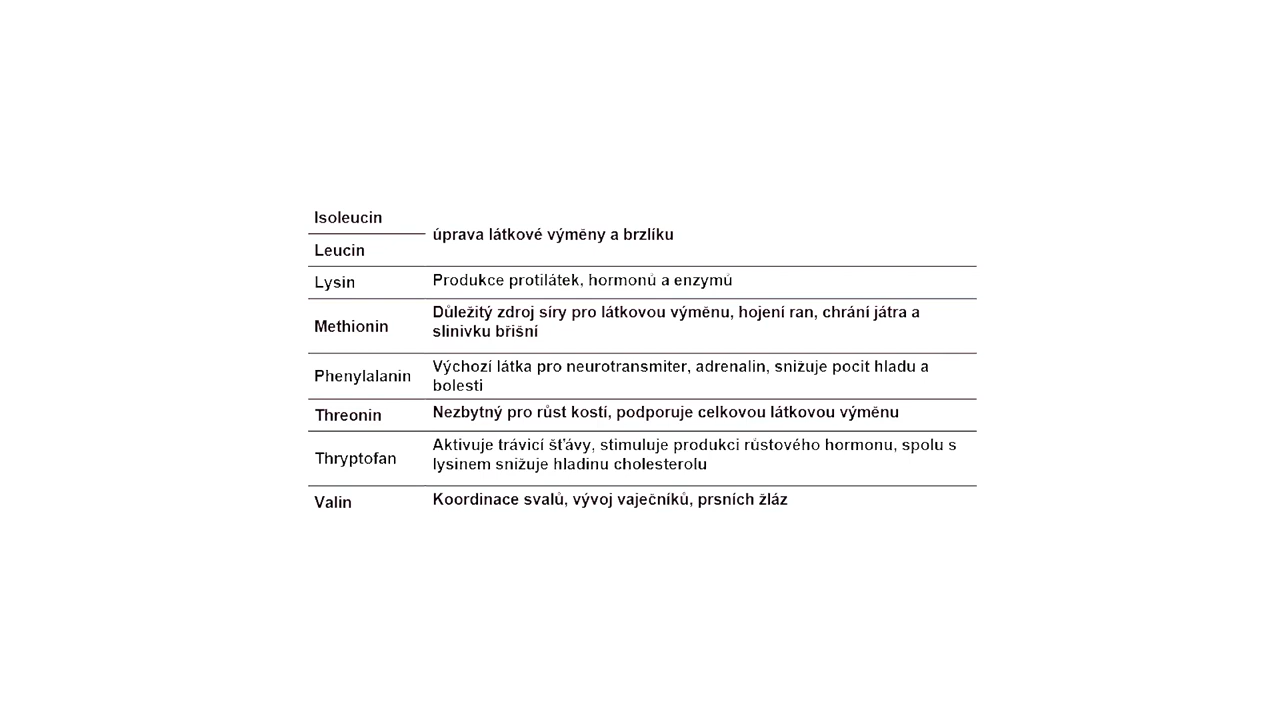 Isoleucin
úprava látkové výměny a brzlíku
Leucin
Lysin
Produkce protilátek, hormonů a enzymů
Methionin
Důležitý zdroj síry pro látkovou výměnu, hojení ran, chrání játra a
slinivku břišní
Phenylalanin
Výchozí látka pro neurotransmiter, adrenalin, snižuje pocit hladu a
bolesti
Threonin
Nezbytný pro růst kostí, podporuje celkovou látkovou výměnu
Thryptofan
Aktivuje trávicí šťávy, stimuluje produkci růstového hormonu, spolu s
lysinem snižuje hladinu cholesterolu
Valin
Koordinace svalů, vývoj vaječníků, prsních žláz